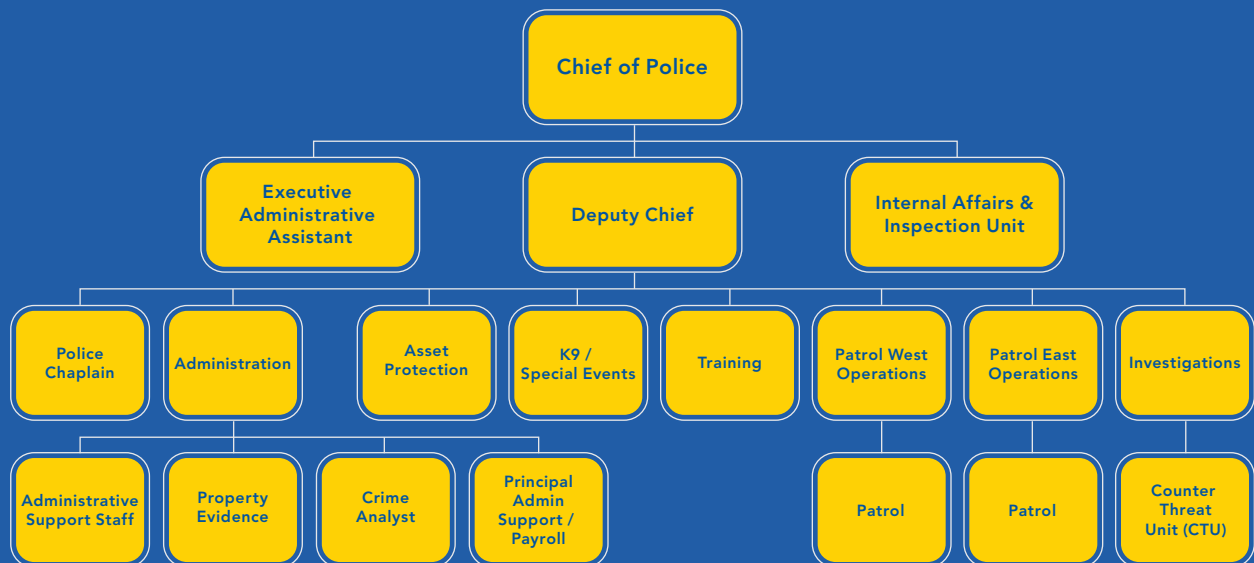 Chief of Police
Executive
Administrative
Assistant
Deputy Chief
Internal Affairs &
Inspection Unit
Police
Chaplain
Administration
Asset
Protection
K9 /
Special Events
Training
Patrol West
Operations
Patrol East
Operations
Investigations
Administrative
Support Staff
Property
Evidence
Crime
Analyst
Principal
Admin
Support /
Payroll
Patrol
Patrol
Counter
Threat
Unit (CTU)